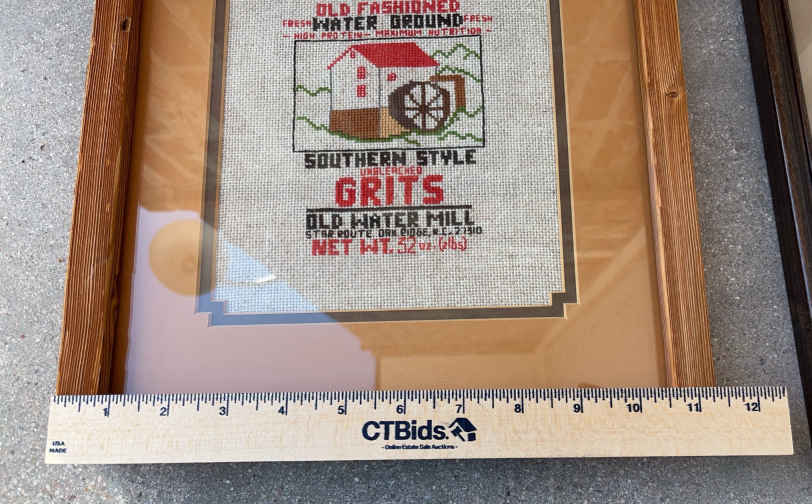 OLD FASHIONED
FRESH WATER GROUND FRESH
- HIGH PROTEIN - MAXIMUM NUTRITION -
SOUTHERN STYLE
UNBLEACHED
GRITS
OLD WATER MILL
STAR ROUTE, OAK RIDGE, N.C. 27310
NET WT. 32 oz. (2lbs)
1 2 3 4 5 6 7 8 9 10 11 12
USA
MADE
CTBids.
- Online Estate Sale Auctions -